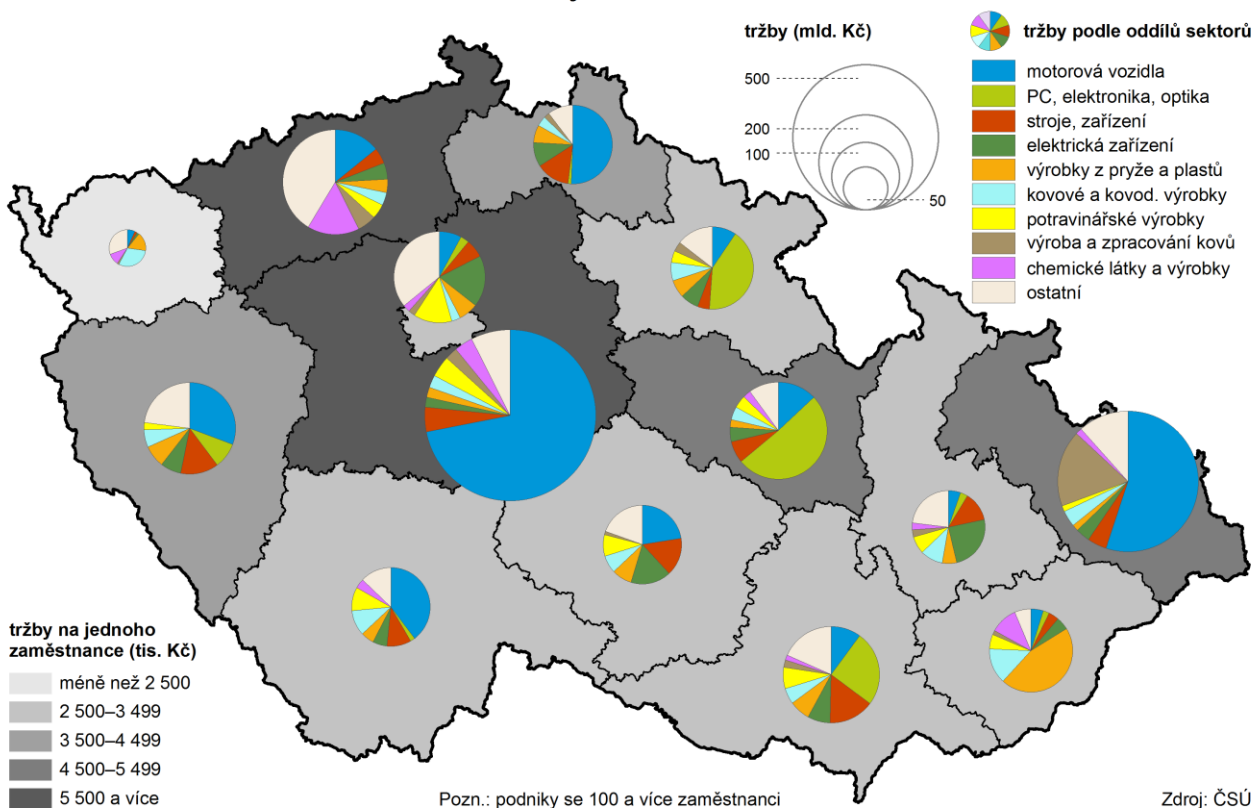 tržby (mld. Kč)
500
200
100
50
tržby podle oddílů sektorů
motorová vozidla
PC, elektronika, optika
stroje, zařízení
elektrická zařízení
výrobky z pryže a plastů
kovové a kovod. výrobky
potravinářské výrobky
výroba a zpracování kovů
chemické látky a výrobky
ostatní
tržby na jednoho
zaměstnance (tis. Kč)
méně než 2 500
2 500–3 499
3 500–4 499
4 500–5 499
5 500 a více
Pozn.: podniky se 100 a více zaměstnanci
Zdroj: ČSÚ